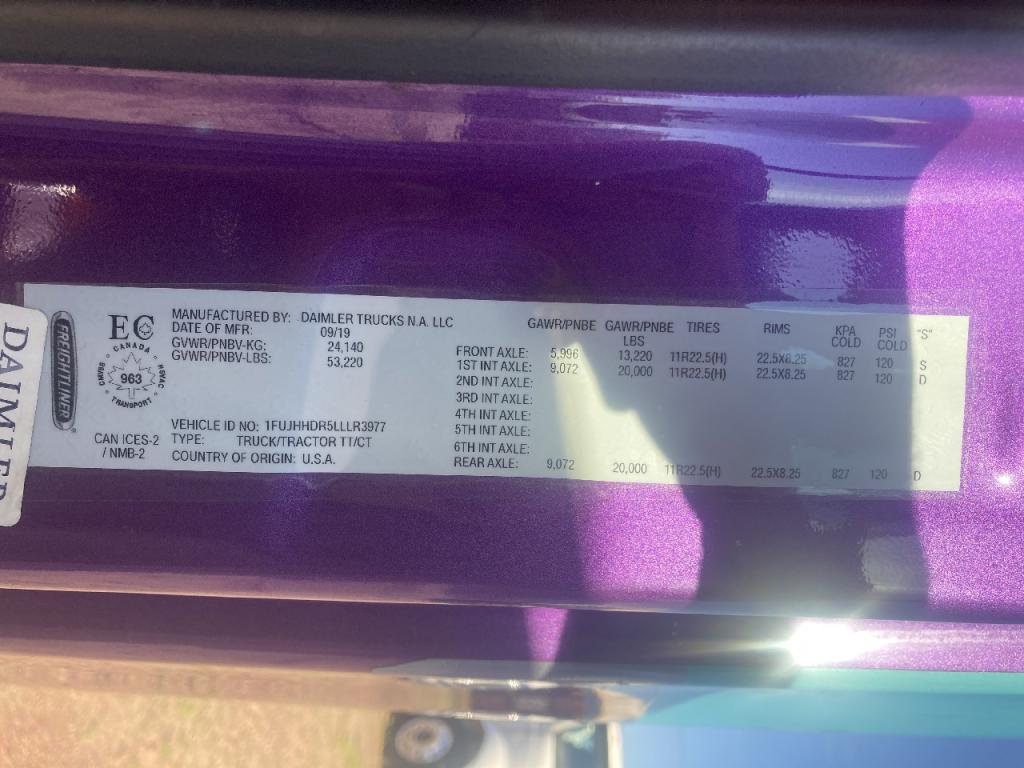 DAIMLER
FREIGHTLINER
EC
CANADA
CMVSS NSVAC
963
TRANSPORT
CAN ICES-2
/ NMB-2
MANUFACTURED BY: DAIMLER TRUCKS N.A. LLC
DATE OF MFR: 09/19
GVWR/PNBV-KG: 24,140
GVWR/PNBV-LBS: 53,220
VEHICLE ID NO: 1FUJHHDR5LLLR3977
TYPE: TRUCK/TRACTOR TT/CT
COUNTRY OF ORIGIN: U.S.A.
GAWR/PNBE GAWR/PNBE TIRES RIMS KPA PSI "S"
LBS COLD COLD
FRONT AXLE: 5,996 13,220 11R22.5(H) 22.5X8.25 827 120 S
1ST INT AXLE: 9,072 20,000 11R22.5(H) 22.5X8.25 827 120 D
2ND INT AXLE:
3RD INT AXLE:
4TH INT AXLE:
5TH INT AXLE:
6TH INT AXLE:
REAR AXLE: 9,072 20,000 11R22.5(H) 22.5X8.25 827 120 D